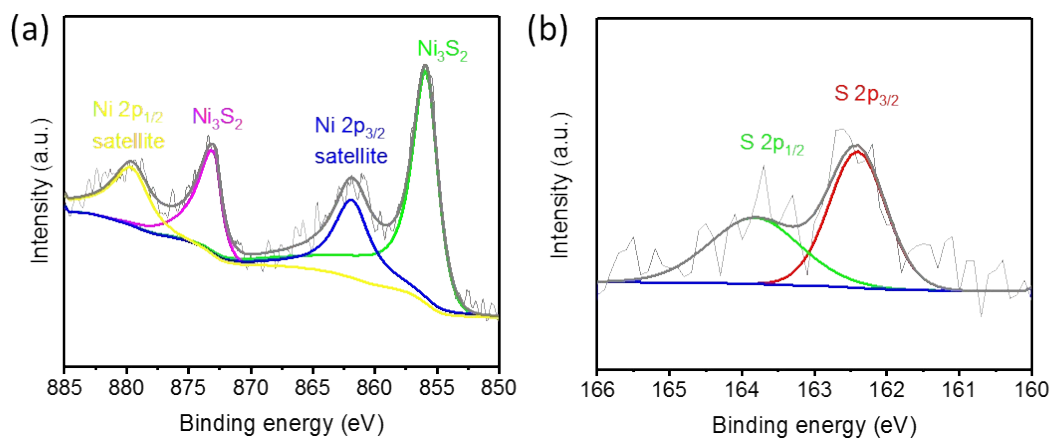 (a)
Ni 2p1/2
satellite
Ni3S2
Ni 2p3/2
satellite
Ni3S2
Intensity (a.u.)
885 880 875 870 865 860 855 850
Binding energy (eV)
(b)
S 2p1/2
S 2p3/2
Intensity (a.u.)
166 165 164 163 162 161 160
Binding energy (eV)